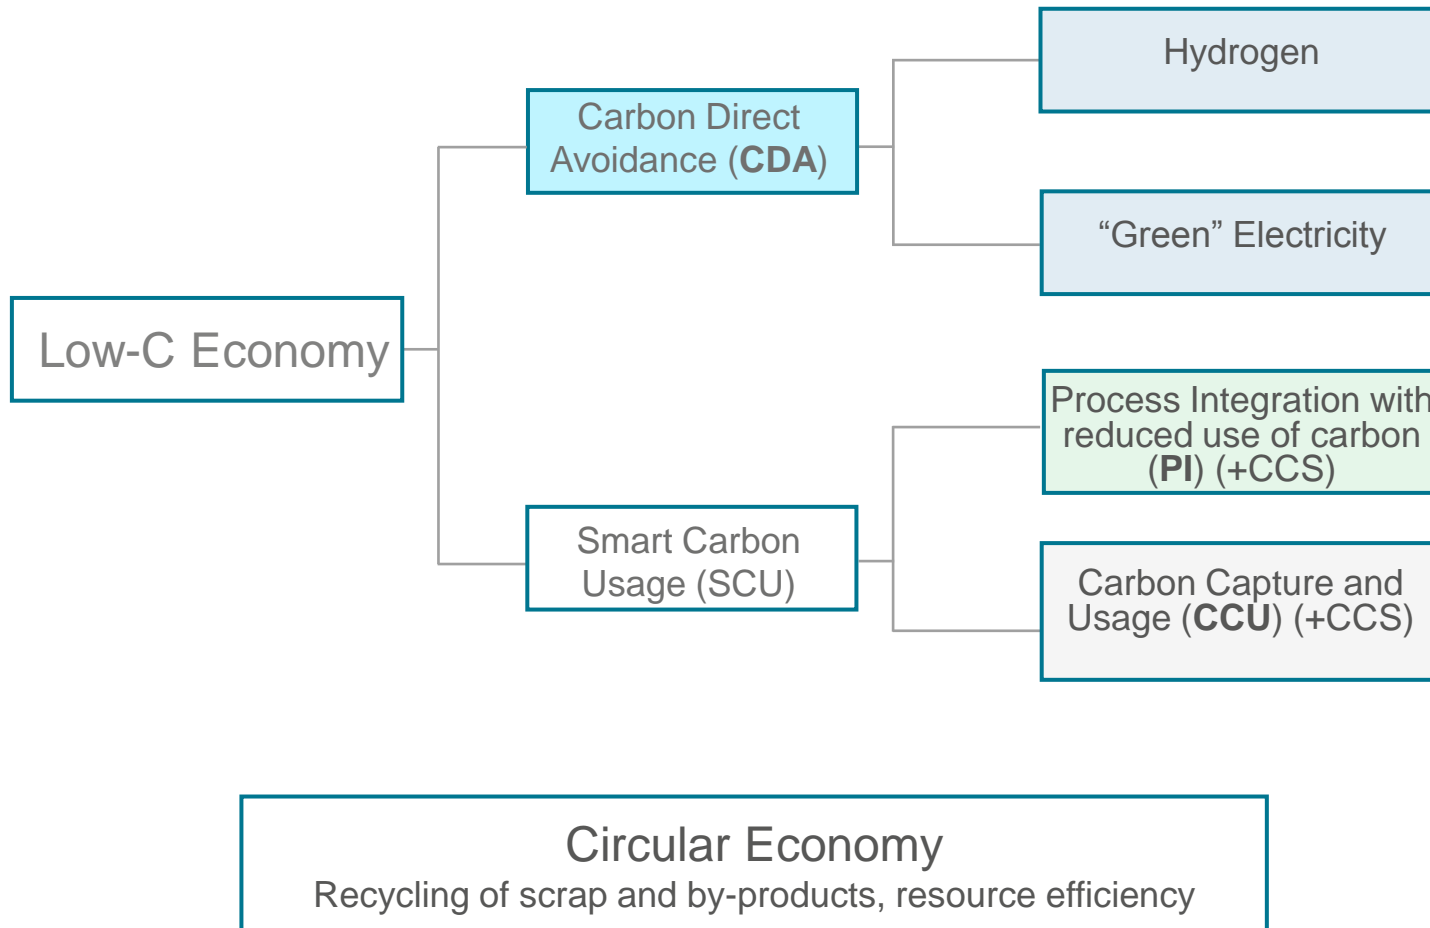 Hydrogen
Carbon Direct
Avoidance (CDA)
“Green” Electricity
Low-C Economy
Process Integration with
reduced use of carbon
(PI) (+CCS)
Smart Carbon
Usage (SCU)
Carbon Capture and
Usage (CCU) (+CCS)
Circular Economy
Recycling of scrap and by-products, resource efficiency